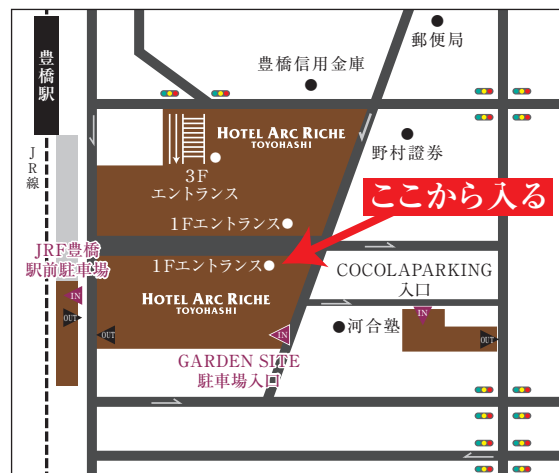 豊橋駅
JR線
郵便局
豊橋信用金庫
HOTEL ARC RICHE
TOYOHASHI
野村證券
3F
エントランス
ここから入る
1Fエントランス
JRF豊橋
駅前駐車場
1Fエントランス
COCOLAPARKING
入口
IN
OUT
HOTEL ARC RICHE
TOYOHASHI
OUT
IN
河合塾
IN
OUT
GARDEN SITE
駐車場入口